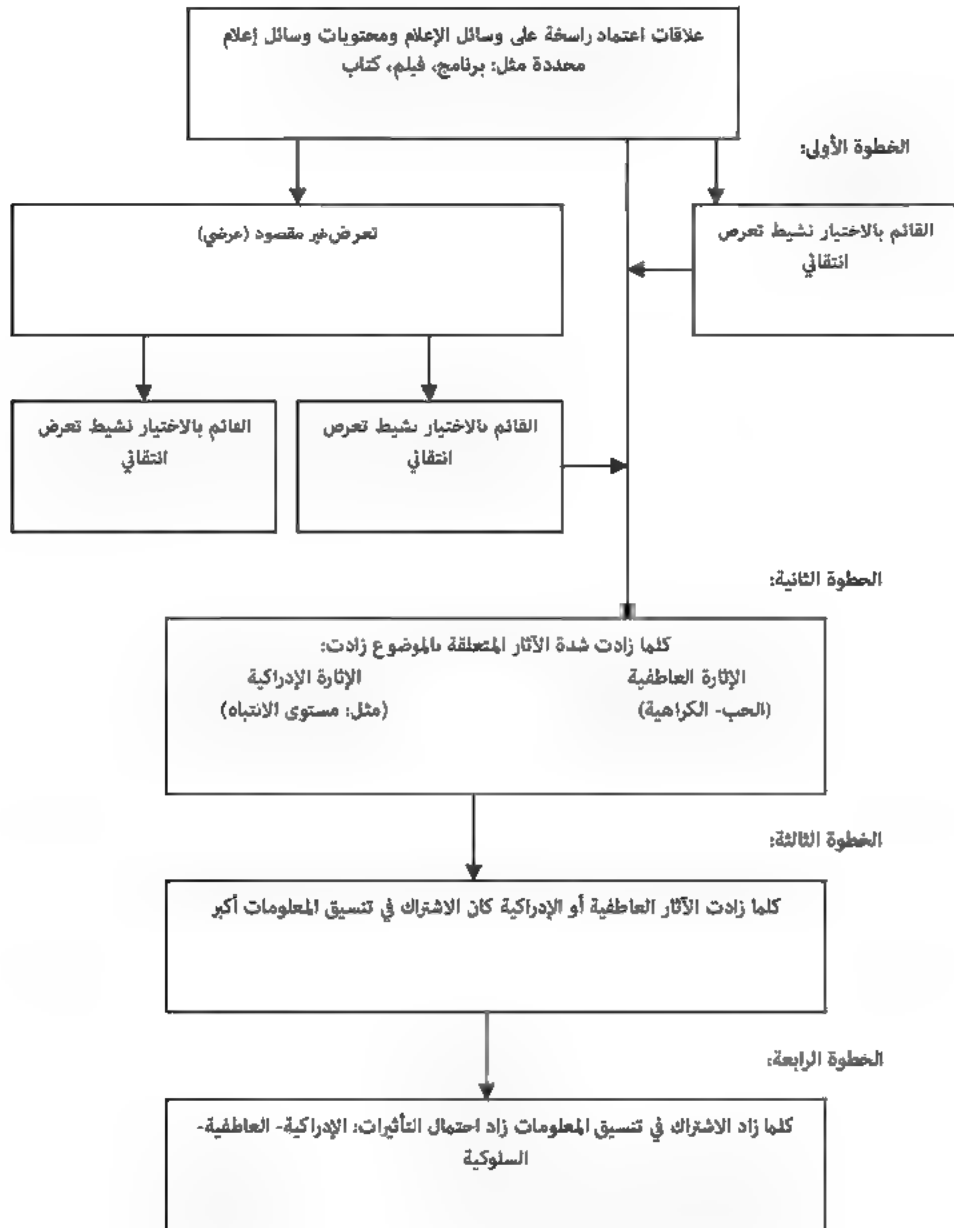 علاقات اعتماد راسخة على وسائل الإعلام ومحتويات وسائل إعلام
محددة مثل: برنامج، فيلم، كتاب
الخطوة الأولى:
القائم بالاختيار نشيط تعرص
انتقائي
تعرض غير مقصود (عرضي)
القائم بالاختيار نشيط تعرص
انتقائي
القائم بالاختيار نشيط تعرض
انتقائي
الخطوة الثانية:
كلما زادت شدة الآثار المتعلقة بالموضوع زادت:
الإثارة العاطفية الإثارة الإدراكية
(الحب- الكراهية) (مثل: مستوى الانتباه)
الخطوة الثالثة:
كلما زادت الآثار العاطفية أو الإدراكية كان الاشتراك في تنسيق المعلومات أكبر
الخطوة الرابعة:
كلما زاد الاشتراك في تنسيق المعلومات زاد احتمال التأثيرات: الإدراكية- العاطفية-
السلوكية